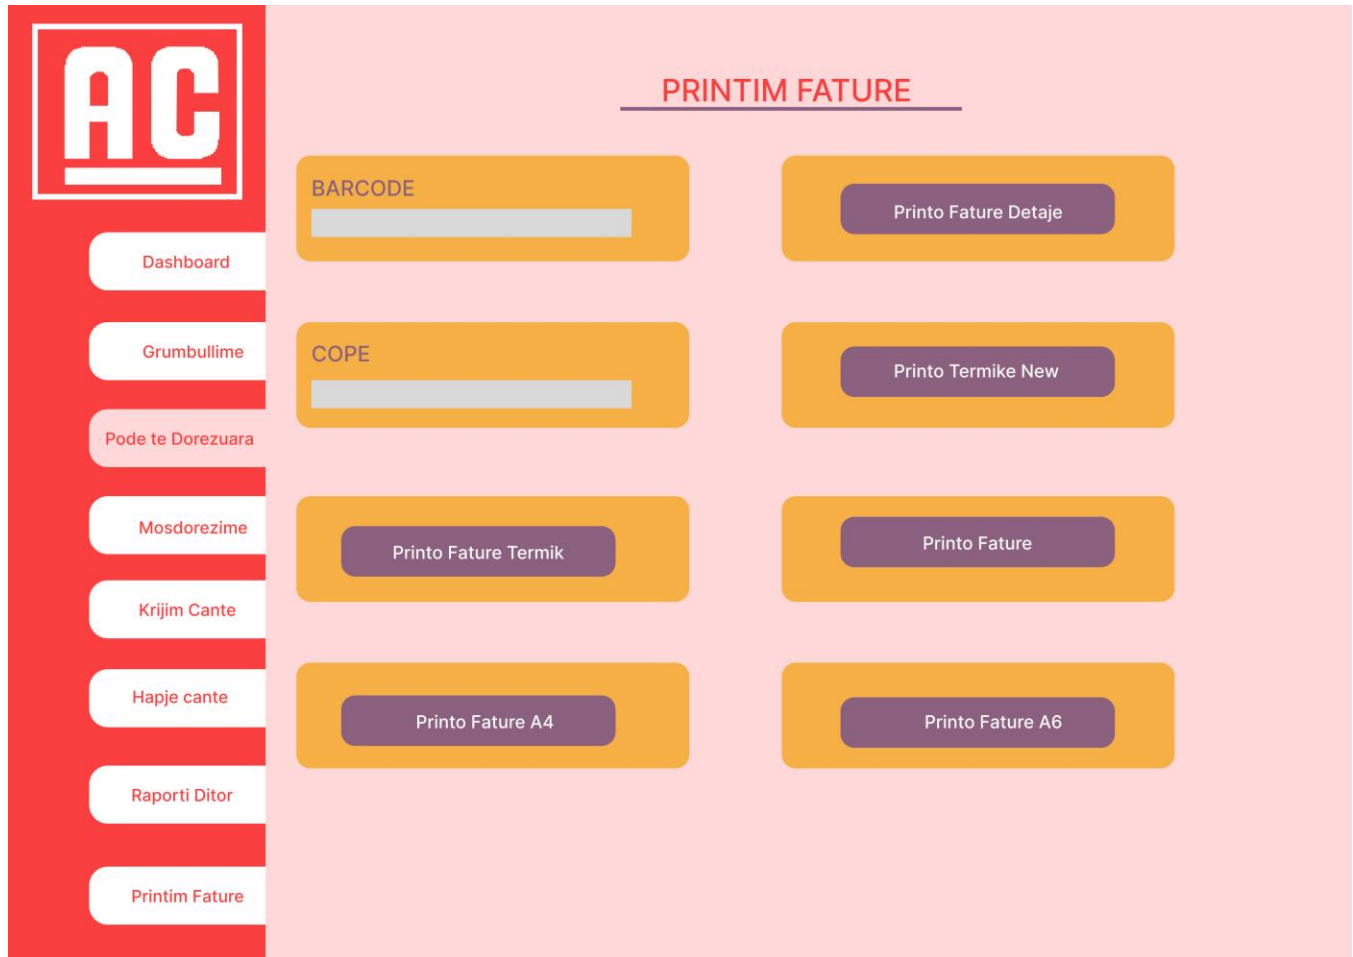 AC
Dashboard
Grumbullime
Pode te Dorezuara
Mosdorezime
Krijim Cante
Hapje cante
Raporti Ditor
Printim Fature
PRINTIM FATURE
BARCODE
Printo Fature Detaje
COPE
Printo Termike New
Printo Fature Termik
Printo Fature
Printo Fature A4
Printo Fature A6